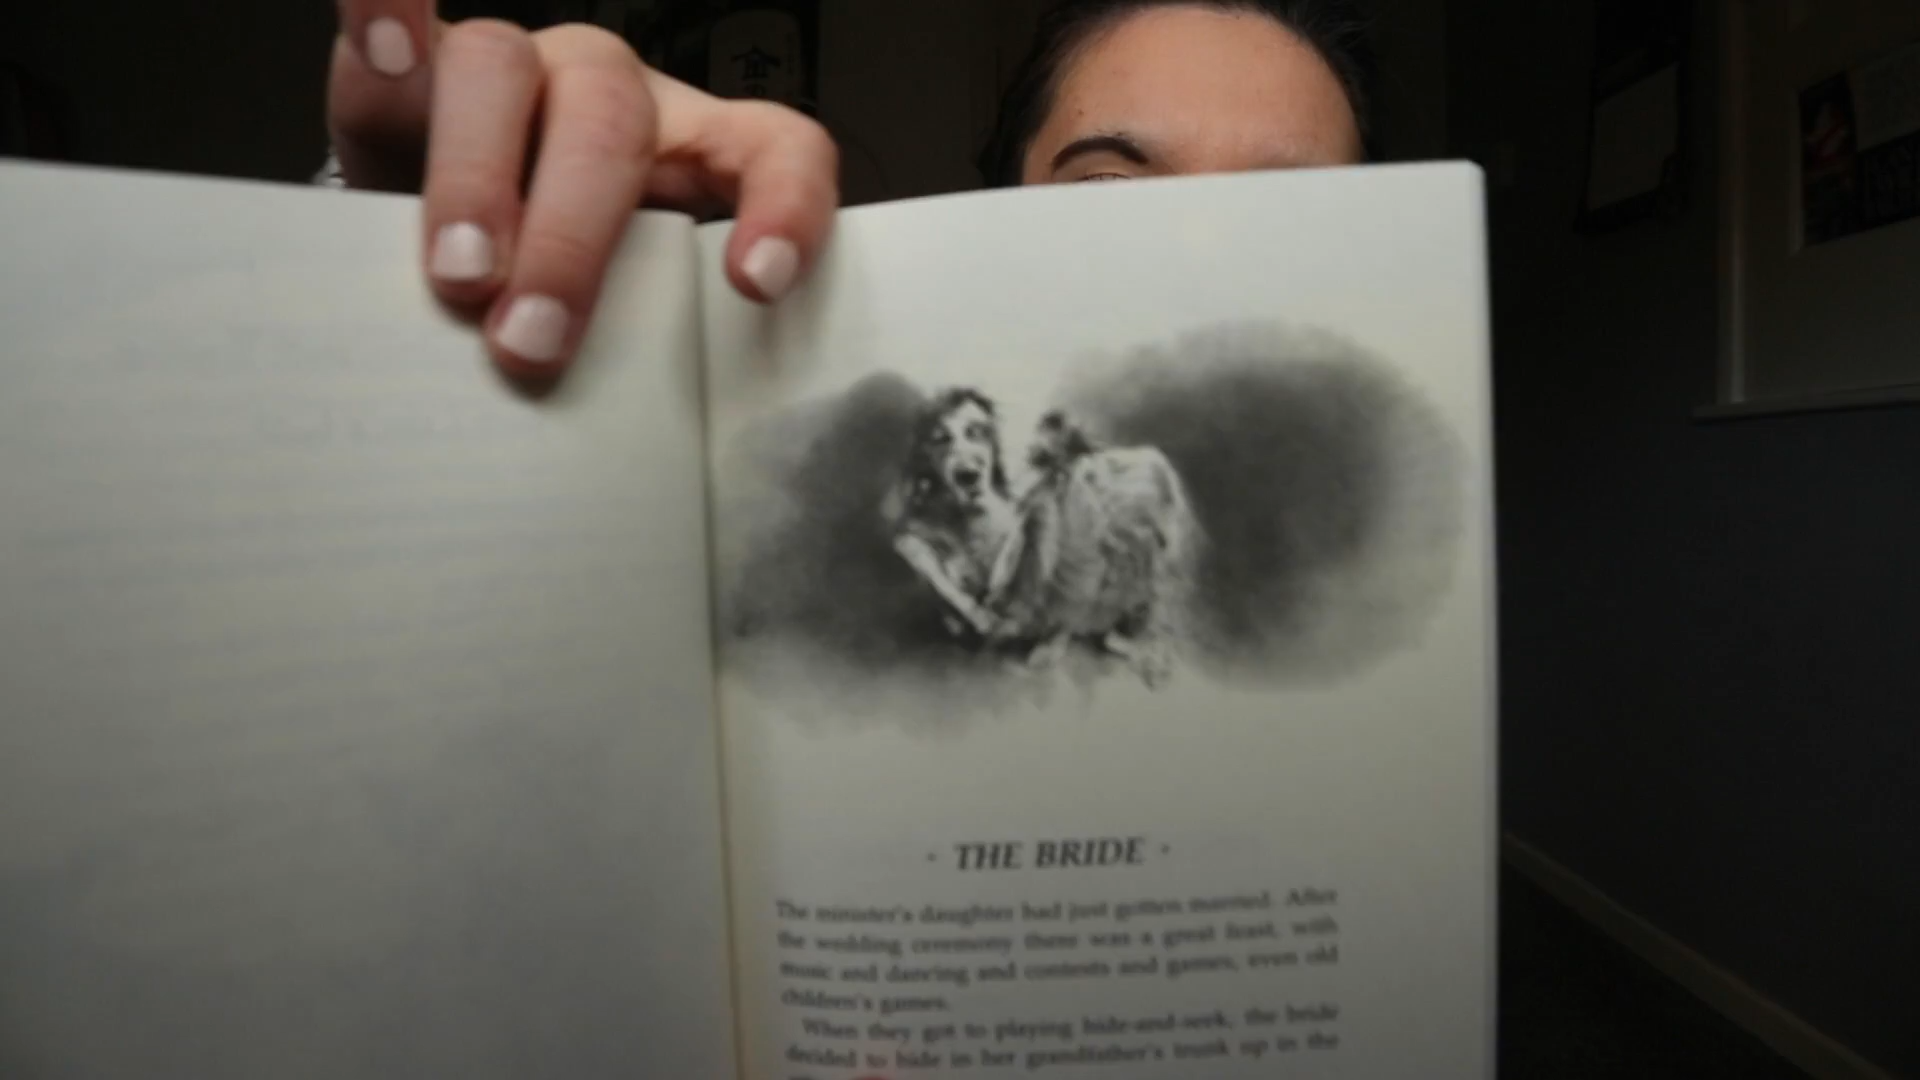 · THE BRIDE ·
The minister's daughter had just gotten married. After
the wedding ceremony there was a great feast, with
music and dancing and contests and games, even old
children's games.
When they got to playing hide-and-seek, the bride
decided to hide in her grandfather's trunk up in the